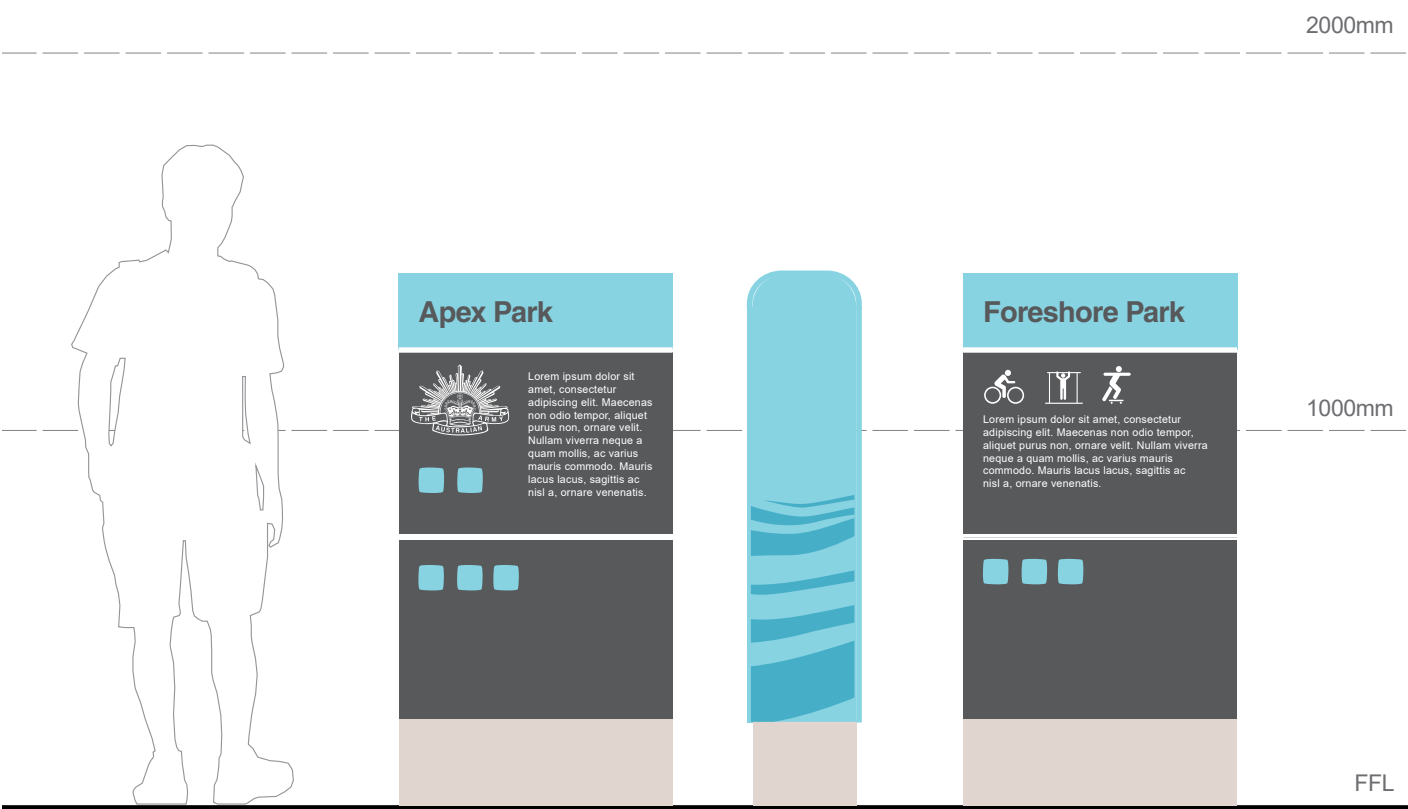 2000mm
Apex Park
THE ARMY
AUSTRALIAN
Lorem ipsum dolor sit
amet, consectetur
adipiscing elit. Maecenas
non odio tempor, aliquet
purus non, ornare velit.
Nullam viverra neque a
quam mollis, ac varius
mauris commodo. Mauris
lacus lacus, sagittis ac
nisl a, ornare venenatis.
Foreshore Park
Lorem ipsum dolor sit amet, consectetur
adipiscing elit. Maecenas non odio tempor,
aliquet purus non, ornare velit. Nullam viverra
neque a quam mollis, ac varius mauris
commodo. Mauris lacus lacus, sagittis ac
nisl a, ornare venenatis.
1000mm
FFL